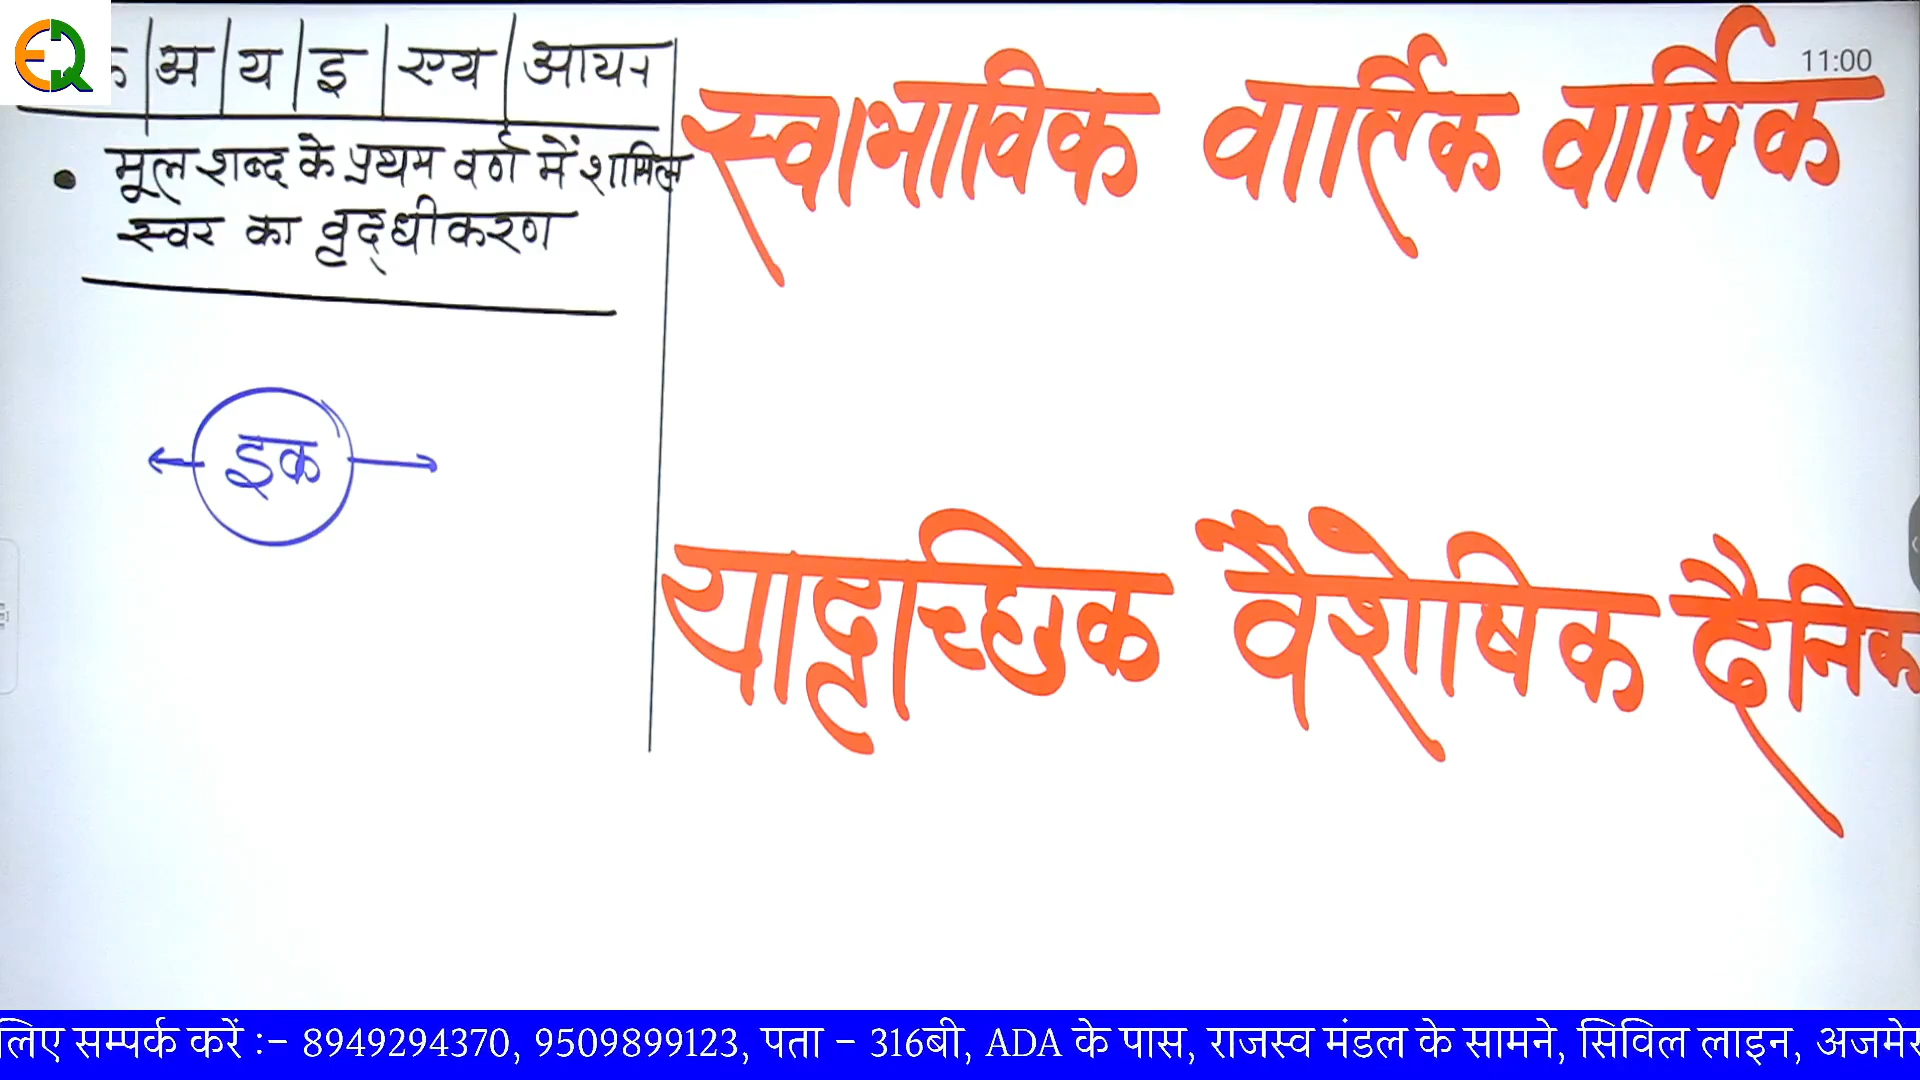 EQ
क | अ | य | इ | एय | आयन
• मूल शब्द के प्रथम वर्ण में शामिल
स्वर का वृद्धीकरण
इक
स्वाभाविक वार्तिक वार्षिक
11:00
यादृाच्छिक वैशेषिक दैनिक
लिए सम्पर्क करें :– 8949294370, 9509899123, पता – 316बी, ADA के पास, राजस्व मंडल के सामने, सिविल लाइन, अजमेर